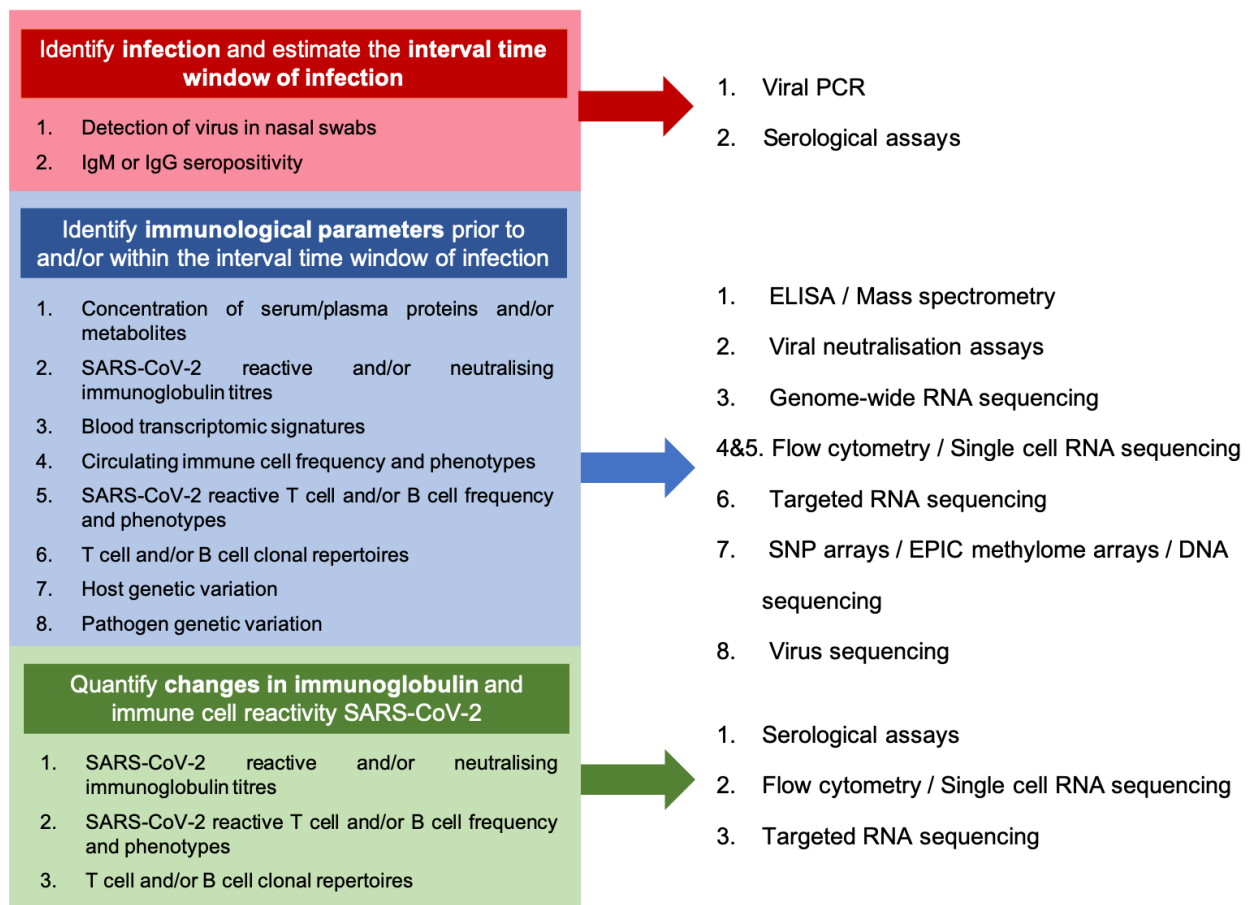 Identify infection and estimate the interval time
window of infection
1. Detection of virus in nasal swabs
2. IgM or IgG seropositivity
1. Viral PCR
2. Serological assays
Identify immunological parameters prior to
and/or within the interval time window of infection
1. Concentration of serum/plasma proteins and/or
metabolites
2. SARS-CoV-2 reactive and/or neutralising
immunoglobulin titres
3. Blood transcriptomic signatures
4. Circulating immune cell frequency and phenotypes
5. SARS-CoV-2 reactive T cell and/or B cell frequency
and phenotypes
6. T cell and/or B cell clonal repertoires
7. Host genetic variation
8. Pathogen genetic variation
1. ELISA / Mass spectrometry
2. Viral neutralisation assays
3. Genome-wide RNA sequencing
4&5. Flow cytometry / Single cell RNA sequencing
6. Targeted RNA sequencing
7. SNP arrays / EPIC methylome arrays / DNA
sequencing
8. Virus sequencing
Quantify changes in immunoglobulin and
immune cell reactivity SARS-CoV-2
1. SARS-CoV-2 reactive and/or neutralising
immunoglobulin titres
2. SARS-CoV-2 reactive T cell and/or B cell frequency
and phenotypes
3. T cell and/or B cell clonal repertoires
1. Serological assays
2. Flow cytometry / Single cell RNA sequencing
3. Targeted RNA sequencing